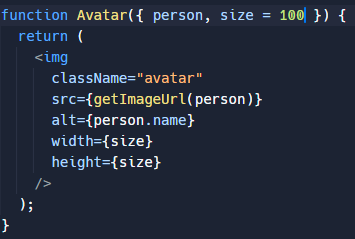 function Avatar({ person, size = 100 }) {
  return (
    <img
      className="avatar"
      src={getImageUrl(person)}
      alt={person.name}
      width={size}
      height={size}
    />
  );
}